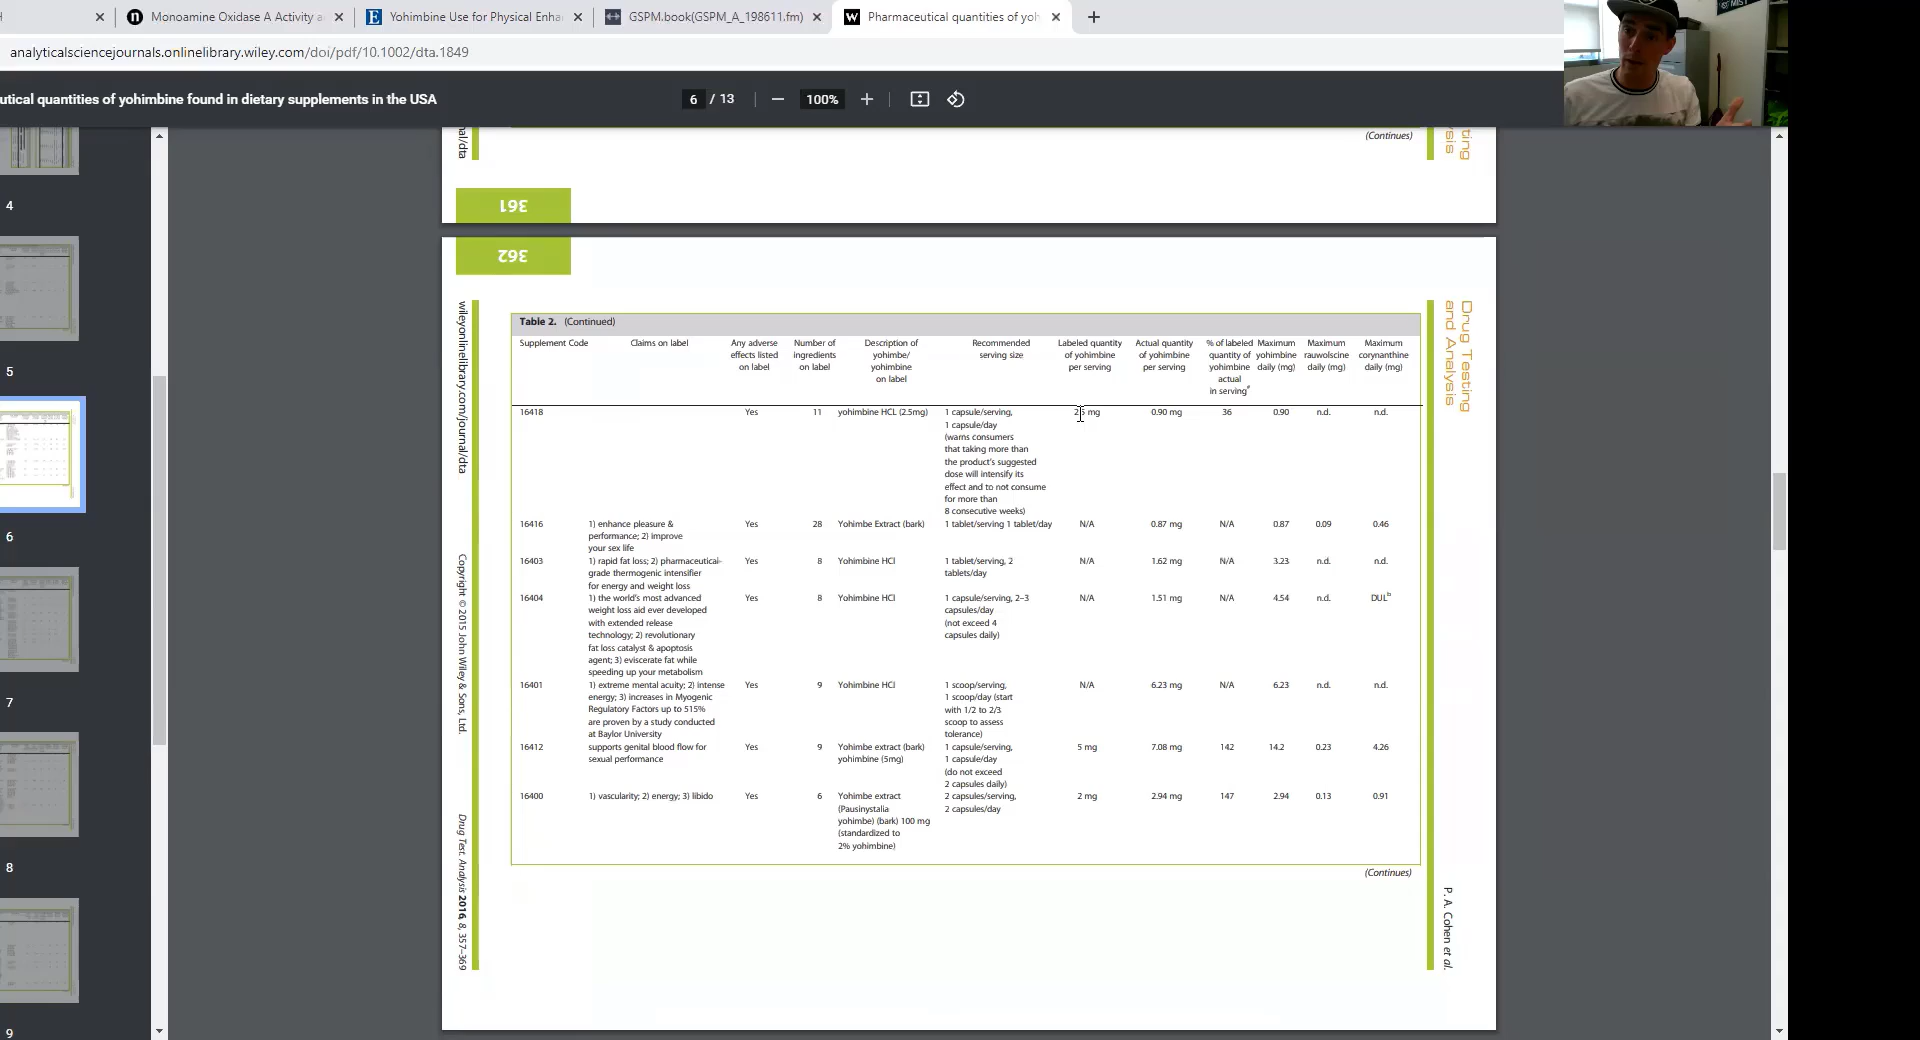 Monoamine Oxidase A Activity a
Yohimbine Use for Physical Enha
GSPM.book(GSPM_A_198611.fm)
Pharmaceutical quantities of yoh
analyticalsciencejournals.onlinelibrary.wiley.com/doi/pdf/10.1002/dta.1849
utical quantities of yohimbine found in dietary supplements in the USA
6 / 13
100%
4
5
6
7
8
9
nal/dta
(Continues)
361
362
wileyonlinelibrary.com/journal/dta
Copyright © 2015 John Wiley & Sons, Ltd.
Drug Test. Analysis 2016, 8, 357–369
Drug Testing
and Analysis
P. A. Cohen et al.
Table 2. (Continued)
Supplement Code Claims on label Any adverse effects listed on label Number of ingredients on label Description of yohimbe/ yohimbine on label Recommended serving size Labeled quantity of yohimbine per serving Actual quantity of yohimbine per serving % of labeled quantity of yohimbine actual in servingª Maximum yohimbine daily (mg) Maximum rauwolscine daily (mg) Maximum corynanthine daily (mg)
16418 Yes 11 yohimbine HCL (2.5mg) 1 capsule/serving, 2.5 mg 0.90 mg 36 0.90 n.d. n.d.
1 capsule/day
(warns consumers
that taking more than
the product's suggested
dose will intensify its
effect and to not consume
for more than
8 consecutive weeks)
16416 1) enhance pleasure & Yes 28 Yohimbe Extract (bark) 1 tablet/serving 1 tablet/day N/A 0.87 mg N/A 0.87 0.09 0.46
performance; 2) improve
your sex life
16403 1) rapid fat loss; 2) pharmaceutical- Yes 8 Yohimbine HCl 1 tablet/serving, 2 N/A 1.62 mg N/A 3.23 n.d. n.d.
grade thermogenic intensifier tablets/day
for energy and weight loss
16404 1) the world's most advanced Yes 8 Yohimbine HCl 1 capsule/serving, 2–3 N/A 1.51 mg N/A 4.54 n.d. DULb
weight loss aid ever developed capsules/day
with extended release (not exceed 4
technology; 2) revolutionary capsules daily)
fat loss catalyst & apoptosis
agent; 3) eviscerate fat while
speeding up your metabolism
16401 1) extreme mental acuity; 2) intense Yes 9 Yohimbine HCl 1 scoop/serving, N/A 6.23 mg N/A 6.23 n.d. n.d.
energy; 3) increases in Myogenic 1 scoop/day (start
Regulatory Factors up to 515% with 1/2 to 2/3
are proven by a study conducted scoop to assess
at Baylor University tolerance)
16412 supports genital blood flow for Yes 9 Yohimbe extract (bark) 1 capsule/serving, 5 mg 7.08 mg 142 14.2 0.23 4.26
sexual performance yohimbine (5mg) 1 capsule/day
(do not exceed
2 capsules daily)
16400 1) vascularity; 2) energy; 3) libido Yes 6 Yohimbe extract 2 capsules/serving, 2 mg 2.94 mg 147 2.94 0.13 0.91
(Pausinystalia 2 capsules/day
yohimbe) (bark) 100 mg
(standardized to
2% yohimbine)
(Continues)